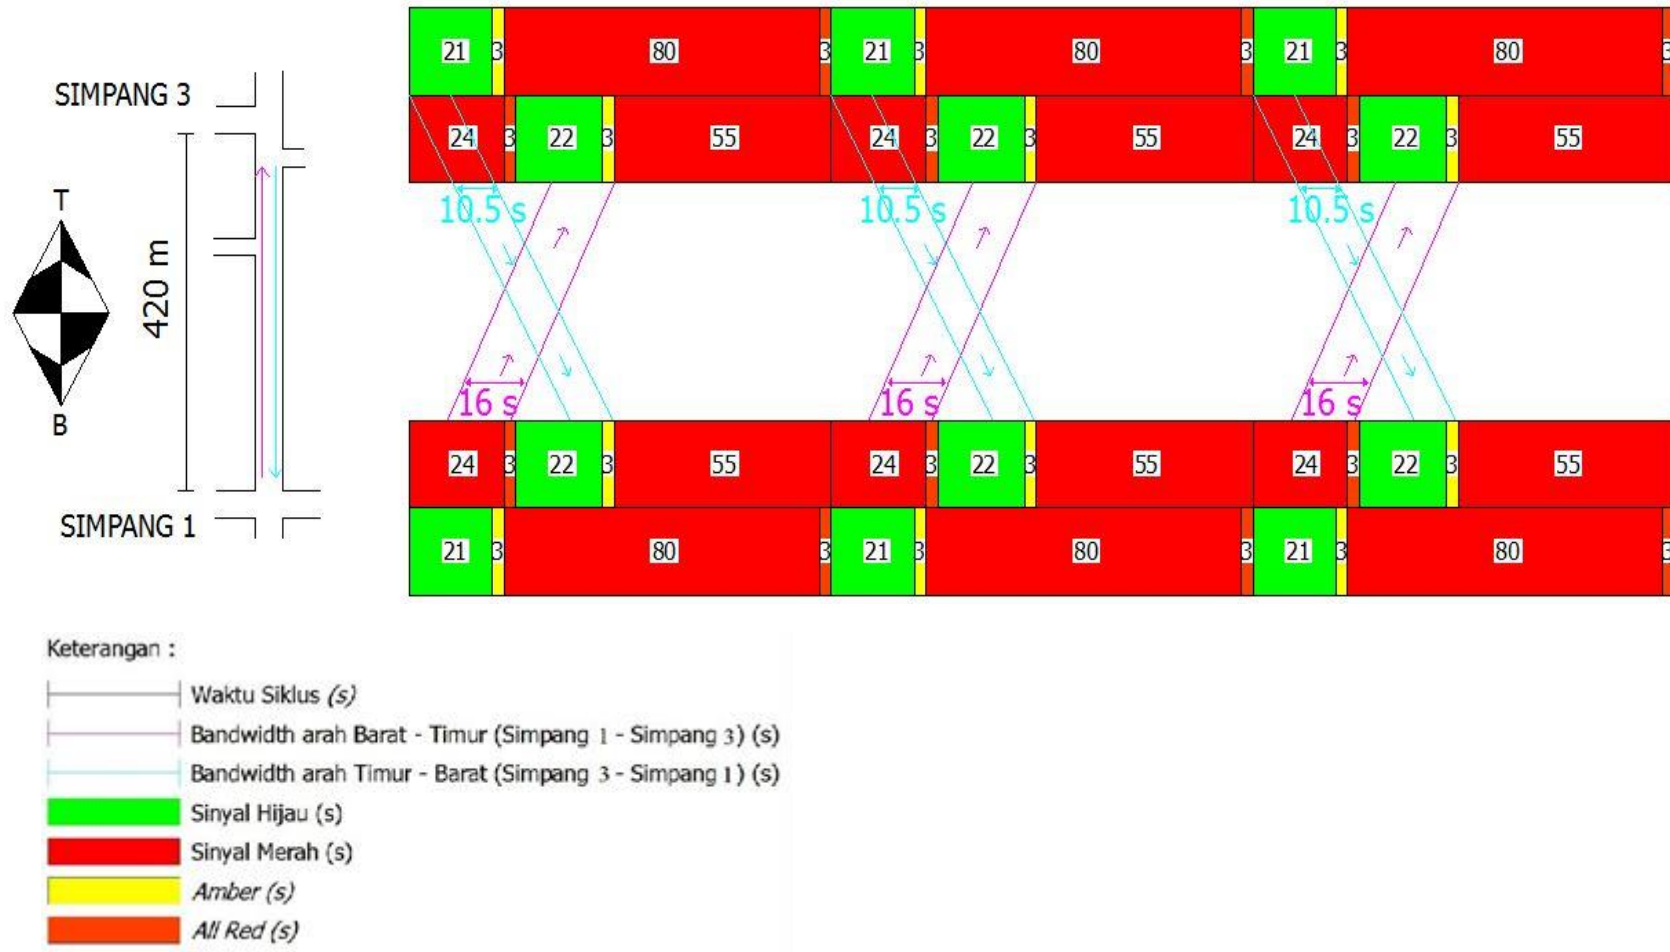 21 3 80 3 21 3 80 3 21 3 80 3
SIMPANG 3
24 3 22 3 55 24 3 22 3 55 24 3 22 3 55
10.5 s 10.5 s 10.5 s
T
420 m
B
16 s 16 s 16 s
24 3 22 3 55 24 3 22 3 55 24 3 22 3 55
SIMPANG 1
21 3 80 3 21 3 80 3 21 3 80 3
Keterangan :
Waktu Siklus (s)
Bandwidth arah Barat - Timur (Simpang 1 - Simpang 3) (s)
Bandwidth arah Timur - Barat (Simpang 3 - Simpang 1) (s)
Sinyal Hijau (s)
Sinyal Merah (s)
Amber (s)
All Red (s)